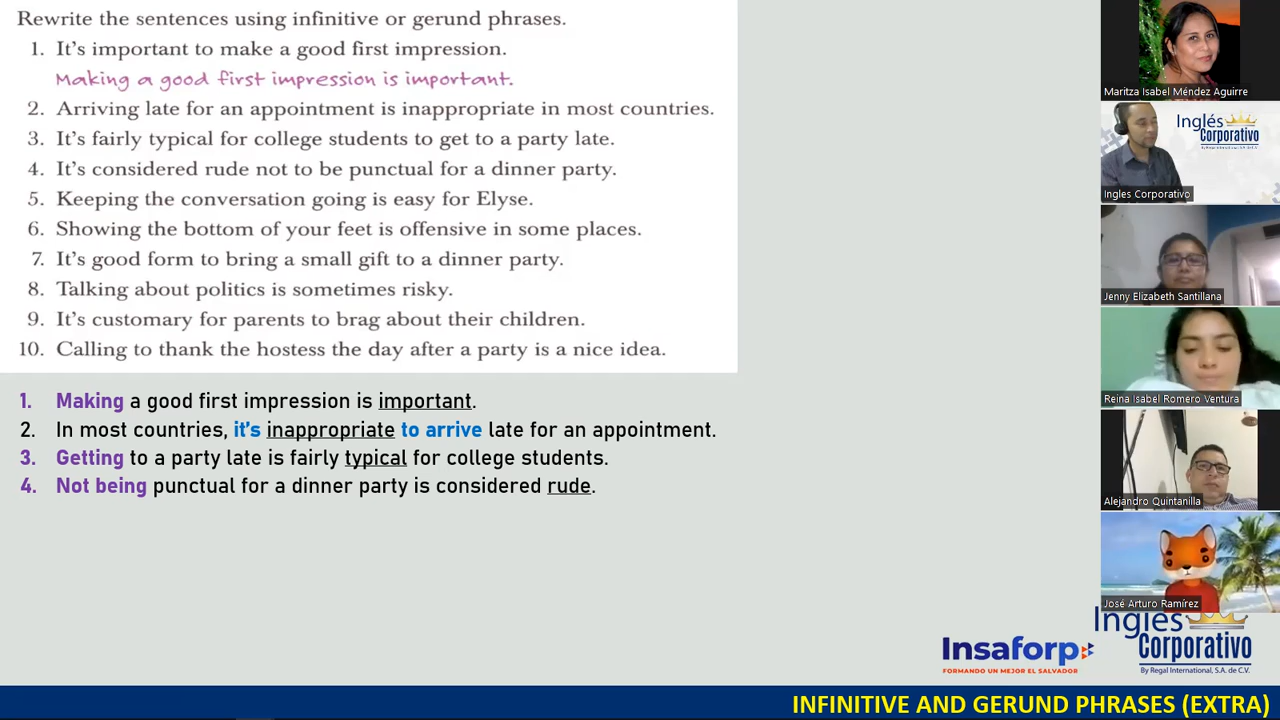 Rewrite the sentences using infinitive or gerund phrases.
1. It's important to make a good first impression.
Making a good first impression is important.
2. Arriving late for an appointment is inappropriate in most countries.
3. It's fairly typical for college students to get to a party late.
4. It's considered rude not to be punctual for a dinner party.
5. Keeping the conversation going is easy for Elyse.
6. Showing the bottom of your feet is offensive in some places.
7. It's good form to bring a small gift to a dinner party.
8. Talking about politics is sometimes risky.
9. It's customary for parents to brag about their children.
10. Calling to thank the hostess the day after a party is a nice idea.
1. Making a good first impression is important.
2. In most countries, it's inappropriate to arrive late for an appointment.
3. Getting to a party late is fairly typical for college students.
4. Not being punctual for a dinner party is considered rude.
Maritza Isabel Méndez Aguirre
Inglés
Corporativo
By Regal International, S.A. de C.V.
Ingles Corporativo
Jenny Elizabeth Santillana
Reina Isabel Romero Ventura
Alejandro Quintanilla
José Arturo Ramírez
Insaforp
FORMANDO UN MEJOR EL SALVADOR
Inglés
Corporativo
By Regal International, S.A. de C.V.
INFINITIVE AND GERUND PHRASES (EXTRA)